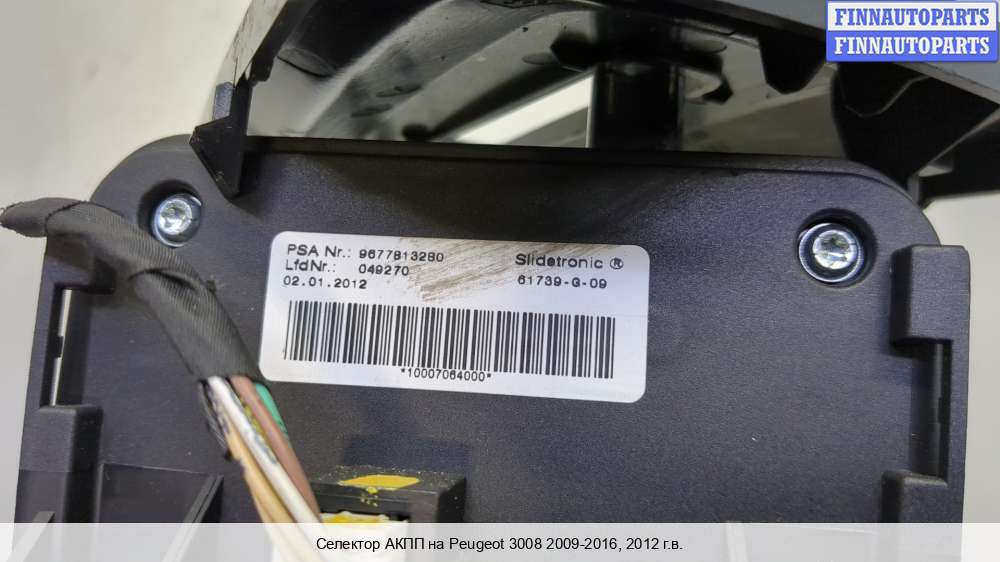 FINNAUTOPARTS
FINNAUTOPARTS
PSA Nr.: 9677813280
Slidetronic ®
LfdNr.: 049270
61739-G-09
02.01.2012
*10007064000*
Селектор АКПП на Peugeot 3008 2009-2016, 2012 г.в.